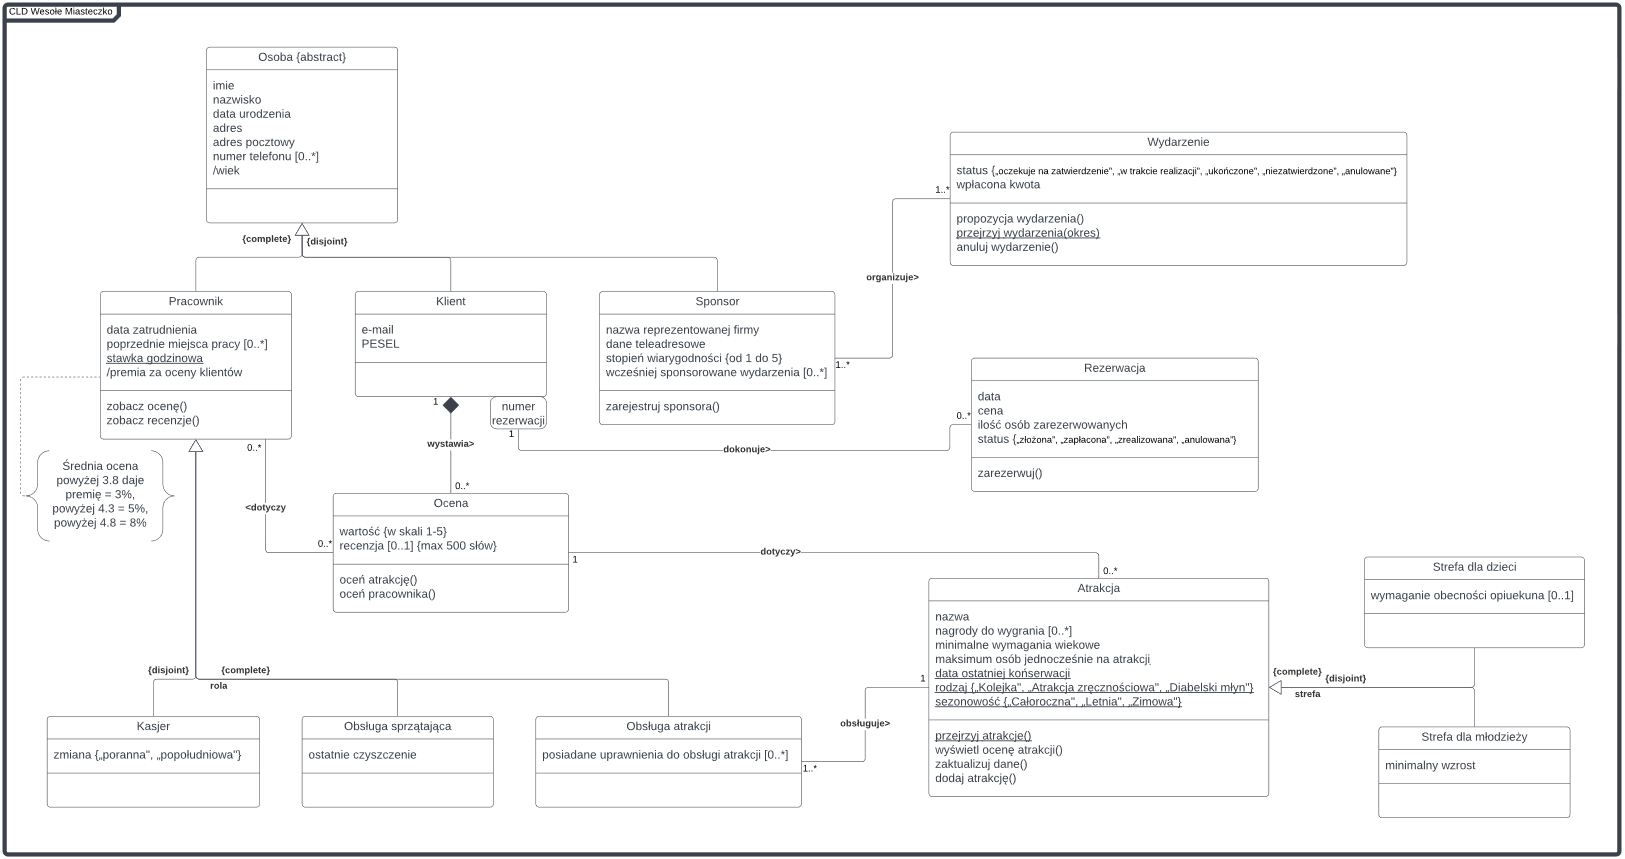 CLD Wesołe Miasteczko
Osoba {abstract}
imie
nazwisko
data urodzenia
adres
adres pocztowy
numer telefonu [0..*]
/wiek
{complete}
{disjoint}
Wydarzenie
status {„oczekuje na zatwierdzenie", „w trakcie realizacji", „ukończone", „niezatwierdzone", „anulowane"}
wpłacona kwota
propozycja wydarzenia()
przejrzyj wydarzenia(okres)
anuluj wydarzenie()
1..*
organizuje>
1..*
Pracownik
data zatrudnienia
poprzednie miejsca pracy [0..*]
stawka godzinowa
/premia za oceny klientów
zobacz ocenę()
zobacz recenzje()
Klient
e-mail
PESEL
numer
rezerwacji
Sponsor
nazwa reprezentowanej firmy
dane teleadresowe
stopień wiarygodności {od 1 do 5}
wcześniej sponsorowane wydarzenia [0..*]
zarejestruj sponsora()
Rezerwacja
data
cena
ilość osób zarezerwowanych
status {„złożona", „zapłacona", „zrealizowana", „anulowana"}
zarezerwuj()
1
dokonuje>
0..*
1
wystawia>
0..*
Średnia ocena
powyżej 3.8 daje
premię = 3%,
powyżej 4.3 = 5%,
powyżej 4.8 = 8%
0..*
<dotyczy
0..*
Ocena
wartość {w skali 1-5}
recenzja [0..1] {max 500 słów}
oceń atrakcję()
oceń pracownika()
1
dotyczy>
0..*
Atrakcja
nazwa
nagrody do wygrania [0..*]
minimalne wymagania wiekowe
maksimum osób jednocześnie na atrakcji
data ostatniej końserwacji
rodzaj {„Kolejka", „Atrakcja zręcznościowa", „Diabelski młyn"}
sezonowość {„Całoroczna", „Letnia", „Zimowa"}
przejrzyj atrakcje()
wyświetl ocenę atrakcji()
zaktualizuj dane()
dodaj atrakcję()
Strefa dla dzieci
wymaganie obecności opiuekuna [0..1]
{complete}
{disjoint}
strefa
Strefa dla młodzieży
minimalny wzrost
{disjoint}
{complete}
rola
Kasjer
zmiana {„poranna", „popołudniowa"}
Obsługa sprzątająca
ostatnie czyszczenie
Obsługa atrakcji
posiadane uprawnienia do obsługi atrakcji [0..*]
1
obsługuje>
1..*